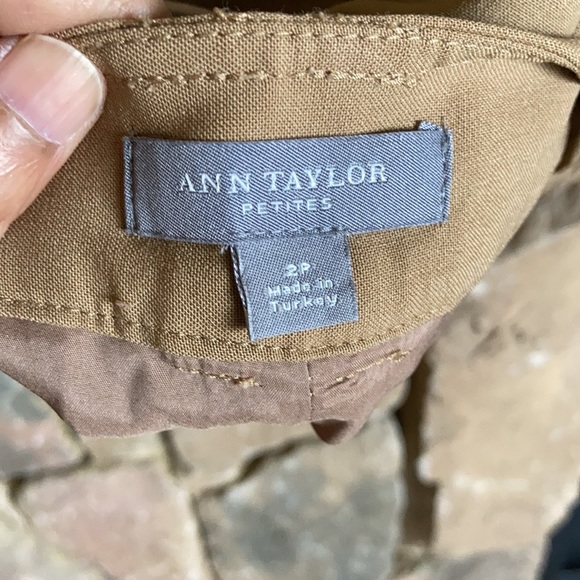 ANN TAYLOR
PETITES
2P
Made in
Turkey